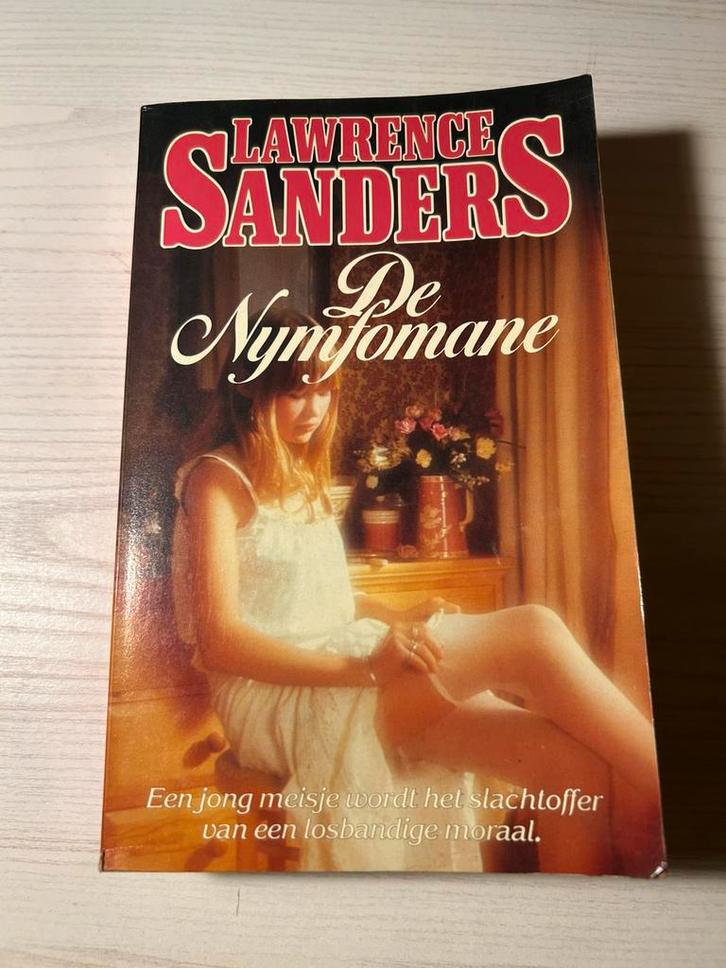 LAWRENCE
SANDERS
De
Nymfomane
Een jong meisje wordt het slachtoffer
van een losbandige moraal.